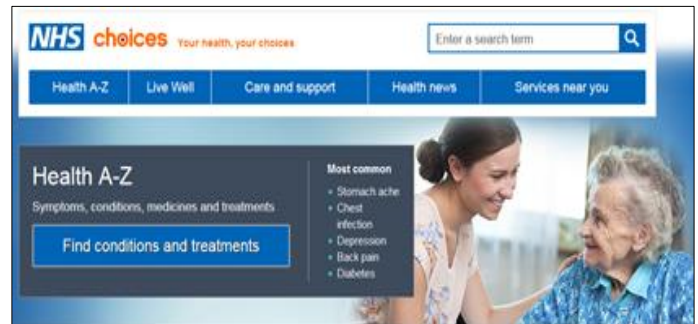 NHS choices Your health, your choices
Enter a search term
Health A-Z
Live Well
Care and support
Health news
Services near you
Health A-Z
Symptoms, conditions, medicines and treatments
Find conditions and treatments
Most common
Stomach ache
Chest
infection
Depression
Back pain
Diabetes